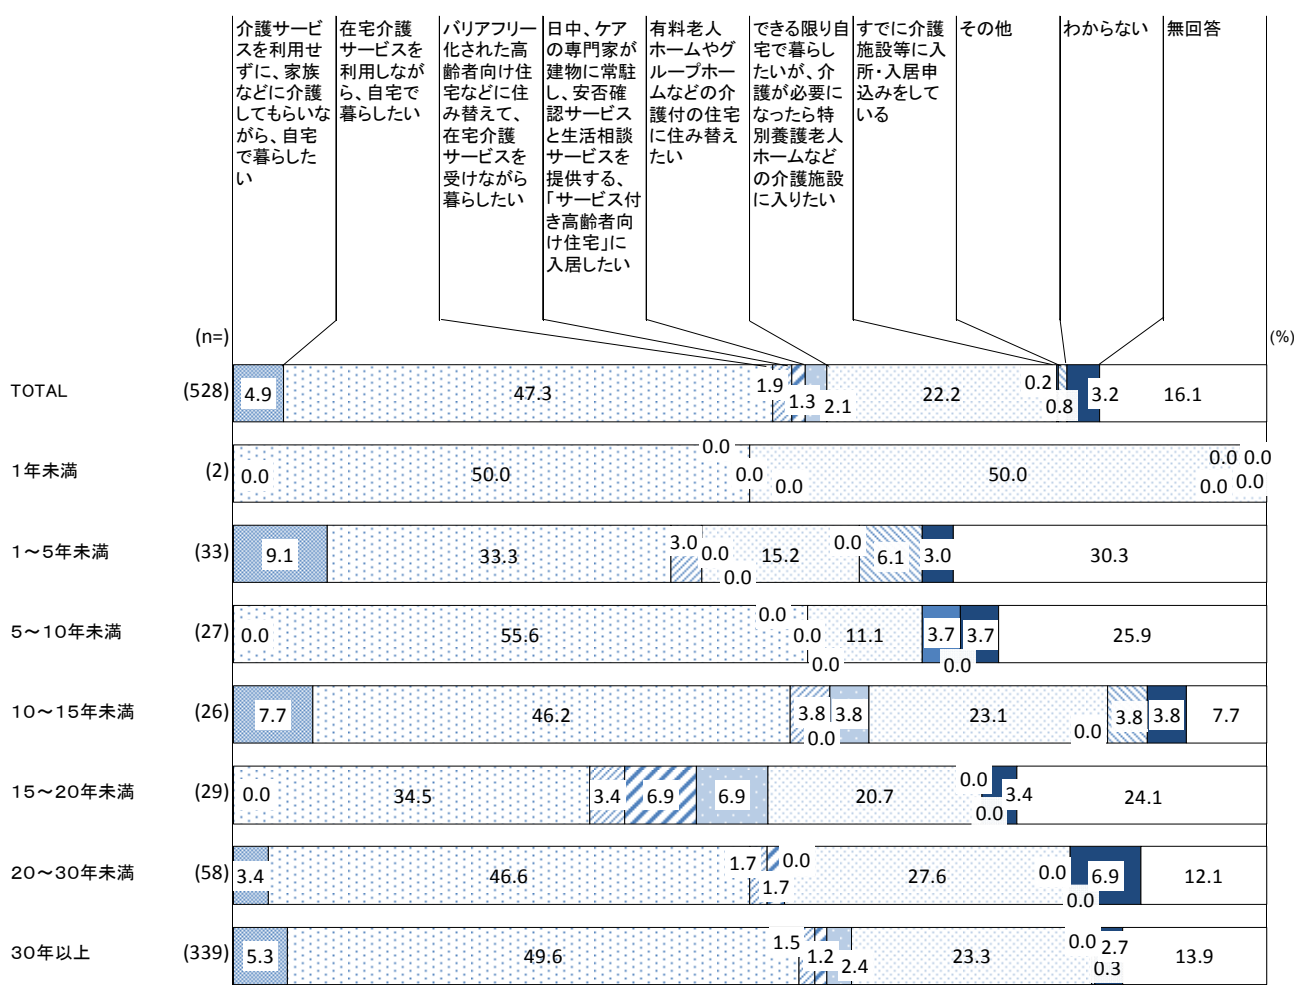 介護サービ
スを利用せ
ずに、家族
などに介護
してもらいな
がら、自宅
で暮らした
い
在宅介護
サービスを
利用しなが
ら、自宅で
暮らしたい
バリアフリー
化された高
齢者向け住
宅などに住
み替えて、
在宅介護
サービスを
受けながら
暮らしたい
日中、ケア
の専門家が
建物に常駐
し、安否確
認サービス
と生活相談
サービスを
提供する、
「サービス付
き高齢者向
け住宅」に
入居したい
有料老人
ホームやグ
ループホー
ムなどの介
護付の住宅
に住み替え
たい
できる限り自
宅で暮らし
たいが、介
護が必要に
なったら特
別養護老人
ホームなど
の介護施設
に入りたい
すでに介護
施設等に入
所・入居申
込みをして
いる
その他
わからない
無回答
(n=)
(%)
TOTAL (528) 4.9 47.3 1.9 1.3 2.1 22.2 0.2 0.8 3.2 16.1
1年未満 (2) 0.0 50.0 0.0 0.0 0.0 50.0 0.0 0.0 0.0 0.0
1～5年未満 (33) 9.1 33.3 3.0 0.0 0.0 15.2 0.0 6.1 3.0 30.3
5～10年未満 (27) 0.0 55.6 0.0 0.0 0.0 11.1 3.7 0.0 3.7 25.9
10～15年未満 (26) 7.7 46.2 3.8 0.0 3.8 23.1 0.0 3.8 3.8 7.7
15～20年未満 (29) 0.0 34.5 3.4 6.9 6.9 20.7 0.0 0.0 3.4 24.1
20～30年未満 (58) 3.4 46.6 1.7 1.7 0.0 27.6 0.0 0.0 6.9 12.1
30年以上 (339) 5.3 49.6 1.5 1.2 2.4 23.3 0.0 0.3 2.7 13.9